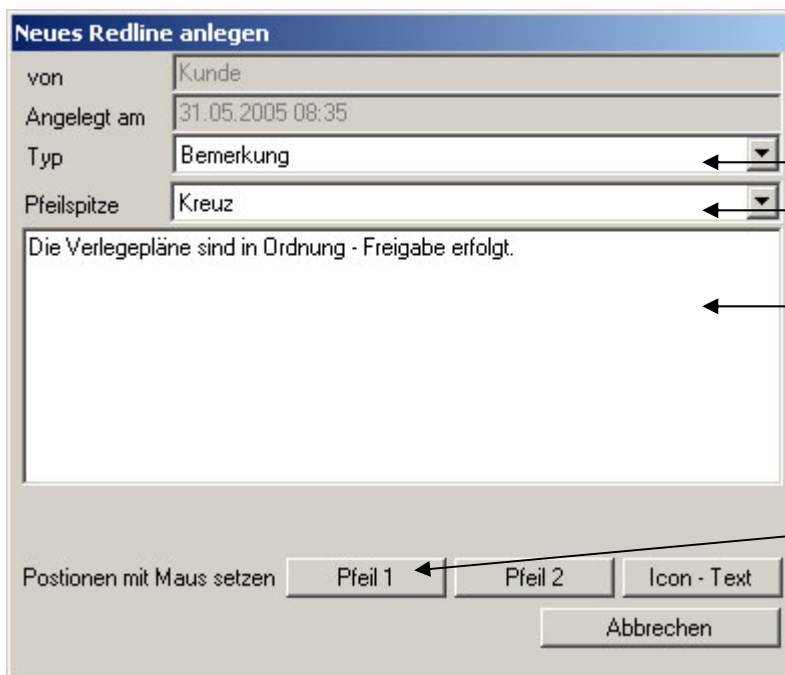 Neues Redline anlegen
von Kunde
Angelegt am 31.05.2005 08:35
Typ Bemerkung
Pfeilspitze Kreuz
Die Verlegepläne sind in Ordnung - Freigabe erfolgt.
Postionen mit Maus setzen Pfeil 1 Pfeil 2 Icon - Text
Abbrechen